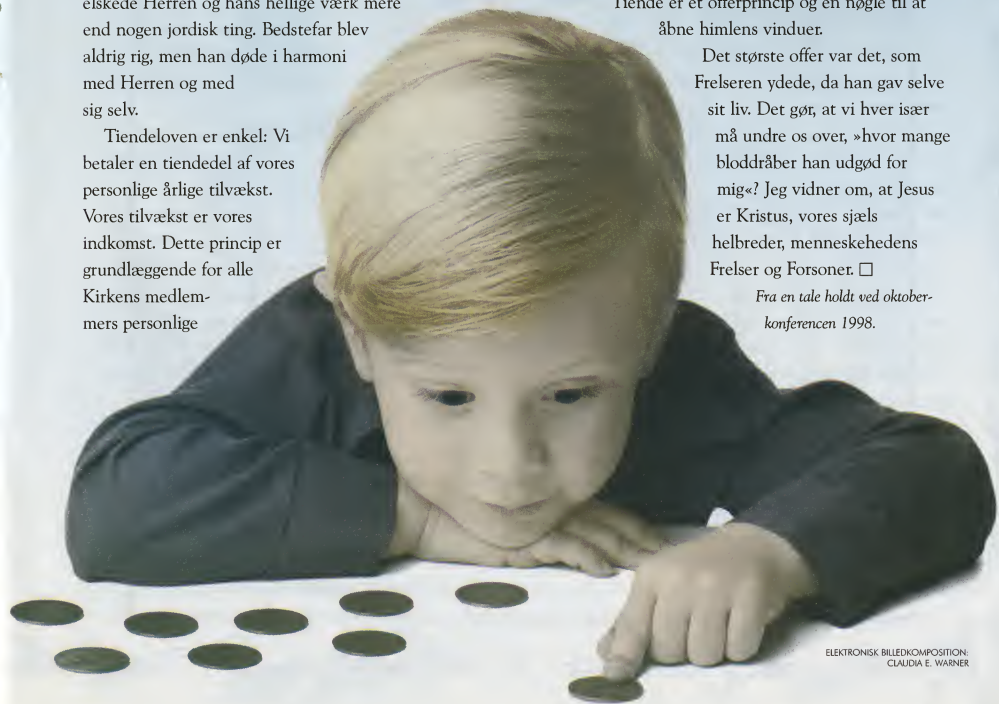 elskede Herren og hans hellige værk mere
end nogen jordisk ting. Bedstefar blev
aldrig rig, men han døde i harmoni
med Herren og med
sig selv.
Tiendeloven er enkel: Vi
betaler en tiendedel af vores
personlige årlige tilvækst.
Vores tilvækst er vores
indkomst. Dette princip er
grundlæggende for alle
Kirkens medlem-
mers personlige
Tiende er et offerprincip og en nøgle til at
åbne himlens vinduer.
Det største offer var det, som
Frelseren ydede, da han gav selve
sit liv. Det gør, at vi hver især
må undre os over, »hvor mange
bloddråber han udgød for
mig«? Jeg vidner om, at Jesus
er Kristus, vores sjæls
helbreder, menneskehedens
Frelser og Forsoner. □
Fra en tale holdt ved oktober-
konferencen 1998.
ELEKTRONISK BILLEDKOMPOSITION:
CLAUDIA E. WARNER